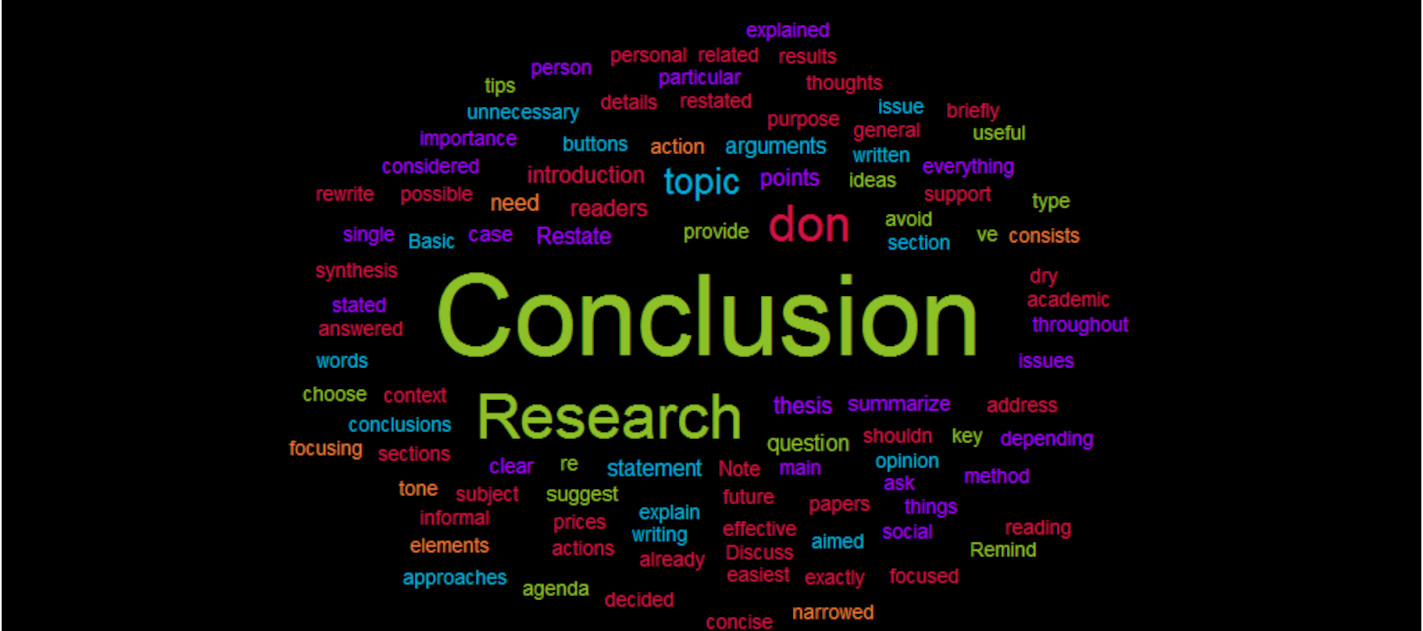 explained
personal related results
person particular thoughts
tips
unnecessary details restated issue briefly
purpose general useful
importance buttons action arguments written
considered introduction topic points ideas everything
rewrite possible need readers support type
single Basic case Restate provide don avoid section ve consists
synthesis dry
stated academic
answered Conclusion throughout
words issues
choose context thesis summarize address
conclusions Research question shouldn key depending
focusing sections
clear re statement Note main opinion method
ask
tone subject suggest future papers things
informal prices explain effective social reading
elements actions writing already Discuss aimed Remind
approaches easiest exactly focused
agenda decided narrowed
concise